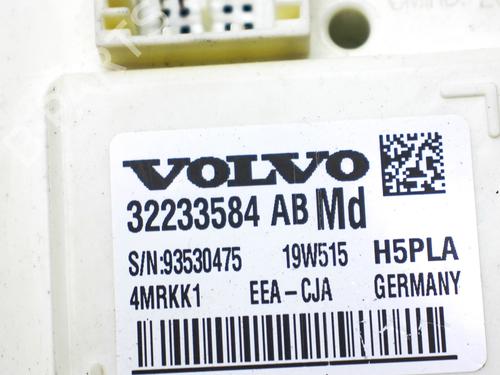 VOLVO
32233584 AB Md
S/N:93530475 19W515 H5PLA
4MRKK1 EEA-CJA GERMANY